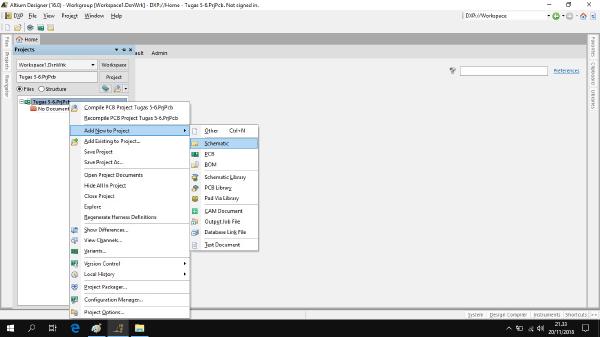 Altium Designer (16.0) - Workgroup [Workspace1.DsnWrk] - DXP://Home - Tugas 5-6.PrjPcb. Not signed in.
DXP File View Project Window Help
DXP://Workspace
Home
Projects
ault Admin
Workspace1.DsnWrk Workspace
Tugas 5-6.PrjPcb Project
Files Structure
Preferences
Tugas 5-6.PrjPcb
No Documen
Compile PCB Project Tugas 5-6.PrjPcb
Recompile PCB Project Tugas 5-6.PrjPcb
Add New to Project
Add Existing to Project...
Save Project
Save Project As...
Open Project Documents
Hide All In Project
Close Project
Explore
Regenerate Harness Definitions
Show Differences...
View Channels...
Variants...
Version Control
Local History
Project Packager...
Configuration Manager...
Project Options...
Other Ctrl+N
Schematic
PCB
BOM
Schematic Library
PCB Library
Pad Via Library
CAM Document
Output Job File
Database Link File
Text Document
Files
Projects
Navigator
Favorites
Clipboard
Libraries
System Design Compiler Instruments Shortcuts >>
21.33
20/11/2018